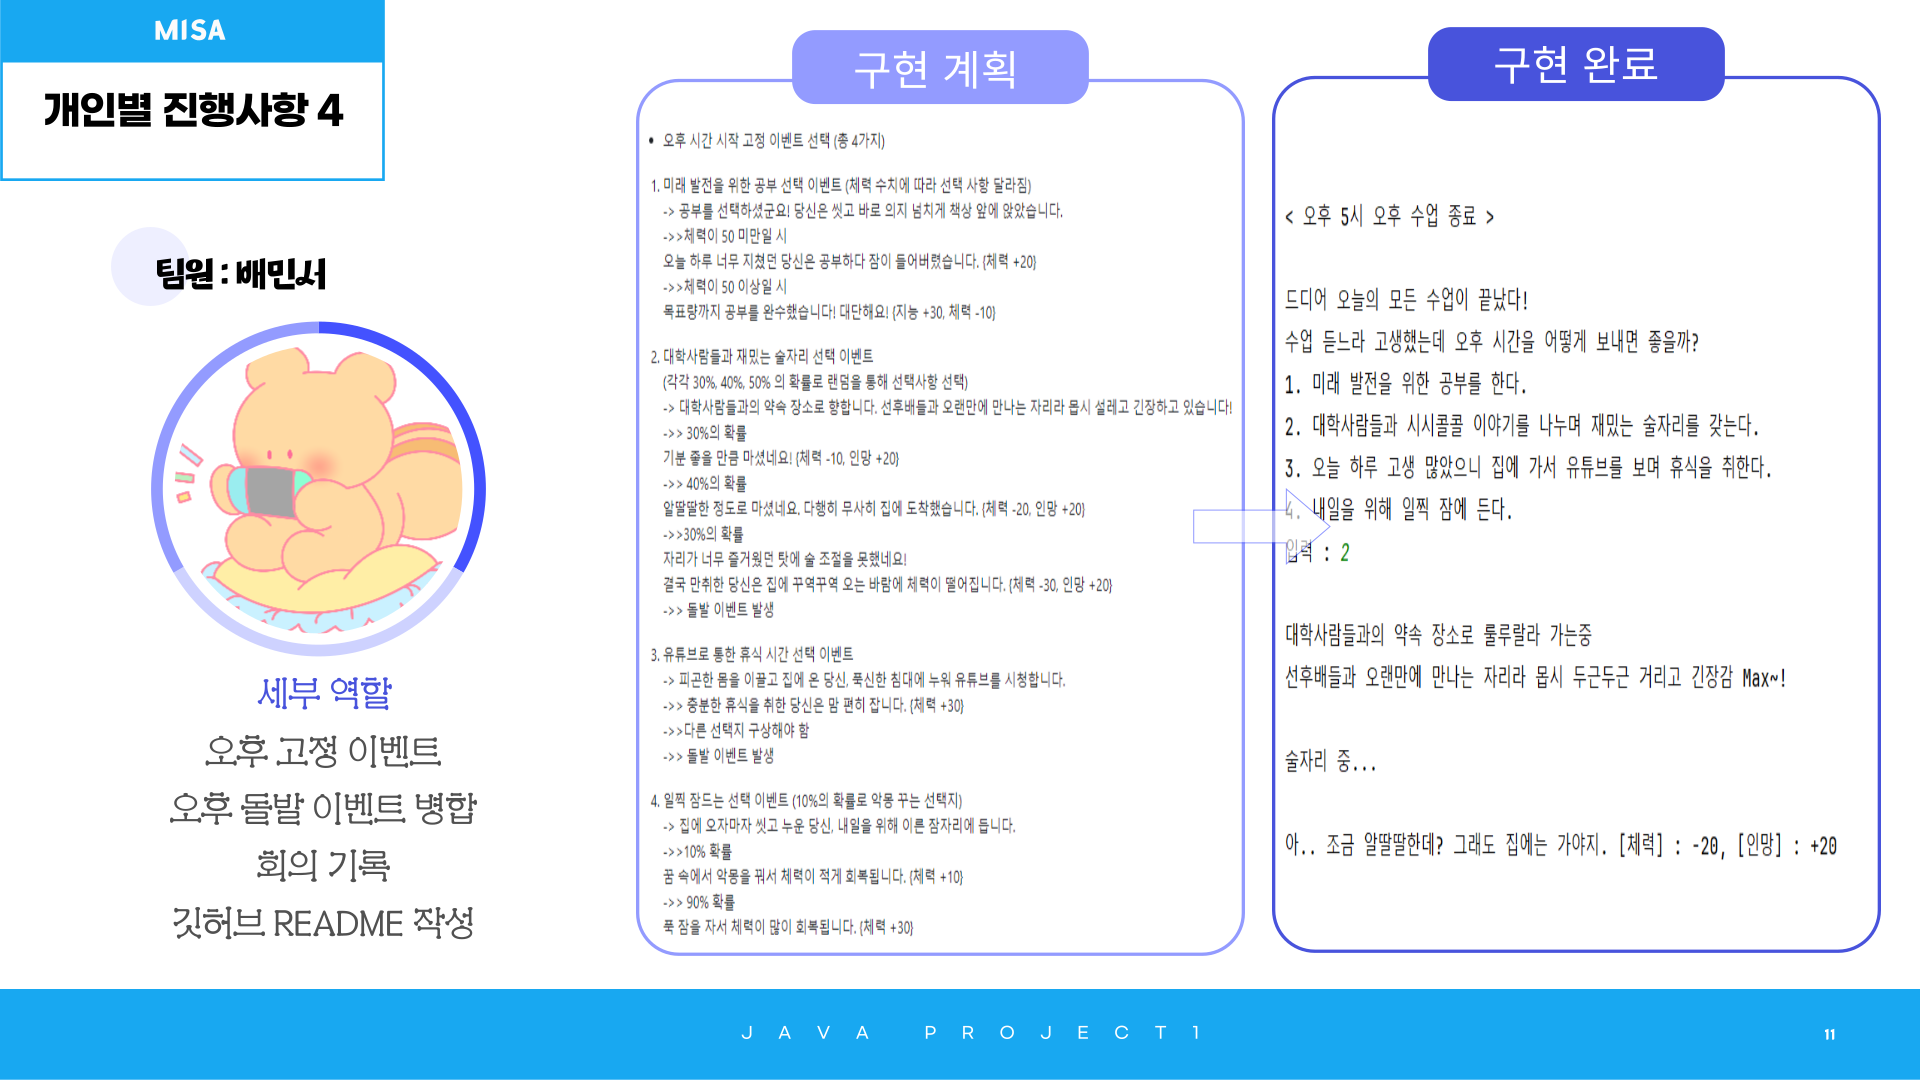 MISA
개인별 진행사항 4
팀원 : 배민서
세부 역할
오후 고정 이벤트
오후 돌발 이벤트 병합
회의 기록
깃허브 README 작성
구현 계획
• 오후 시간 시작 고정 이벤트 선택 (총 4가지)
1. 미래 발전을 위한 공부 선택 이벤트 (체력 수치에 따라 선택 사항 달라짐)
-> 공부를 선택하셨군요! 당신은 씻고 바로 의지 넘치게 책상 앞에 앉았습니다.
->>체력이 50 미만일 시
오늘 하루 너무 지쳤던 당신은 공부하다 잠이 들어버렸습니다. {체력 +20}
->>체력이 50 이상일 시
목표량까지 공부를 완수했습니다! 대단해요! {지능 +30, 체력 -10}
2. 대학사람들과 재밌는 술자리 선택 이벤트
(각각 30%, 40%, 50% 의 확률로 랜덤을 통해 선택사항 선택)
-> 대학사람들과의 약속 장소로 향합니다. 선후배들과 오랜만에 만나는 자리라 몹시 설레고 긴장하고 있습니다!
->> 30%의 확률
기분 좋을 만큼 마셨네요! {체력 -10, 인망 +20}
->> 40%의 확률
알딸딸한 정도로 마셨네요. 다행히 무사히 집에 도착했습니다. {체력 -20, 인망 +20}
->>30%의 확률
자리가 너무 즐거웠던 탓에 술 조절을 못했네요!
결국 만취한 당신은 집에 꾸역꾸역 오는 바람에 체력이 떨어집니다. {체력 -30, 인망 +20}
->> 돌발 이벤트 발생
3. 유튜브로 통한 휴식 시간 선택 이벤트
-> 피곤한 몸을 이끌고 집에 온 당신, 푹신한 침대에 누워 유튜브를 시청합니다.
->> 충분한 휴식을 취한 당신은 맘 편히 잡니다. {체력 +30}
->>다른 선택지 구상해야 함
->> 돌발 이벤트 발생
4. 일찍 잠드는 선택 이벤트 (10%의 확률로 악몽 꾸는 선택지)
-> 집에 오자마자 씻고 누운 당신, 내일을 위해 이른 잠자리에 듭니다.
->>10% 확률
꿈 속에서 악몽을 꿔서 체력이 적게 회복됩니다. {체력 +10}
->> 90% 확률
푹 잠을 자서 체력이 많이 회복됩니다. {체력 +30}
구현 완료
< 오후 5시 오후 수업 종료 >
드디어 오늘의 모든 수업이 끝났다!
수업 듣느라 고생했는데 오후 시간을 어떻게 보내면 좋을까?
1. 미래 발전을 위한 공부를 한다.
2. 대학사람들과 시시콜콜 이야기를 나누며 재밌는 술자리를 갖는다.
3. 오늘 하루 고생 많았으니 집에 가서 유튜브를 보며 휴식을 취한다.
4. 내일을 위해 일찍 잠에 든다.
입력 : 2
대학사람들과의 약속 장소로 룰루랄라 가는중
선후배들과 오랜만에 만나는 자리라 몹시 두근두근 거리고 긴장감 Max~!
술자리 중...
아.. 조금 알딸딸한데? 그래도 집에는 가야지. [체력] : -20, [인망] : +20
JAVA PROJECT1
11